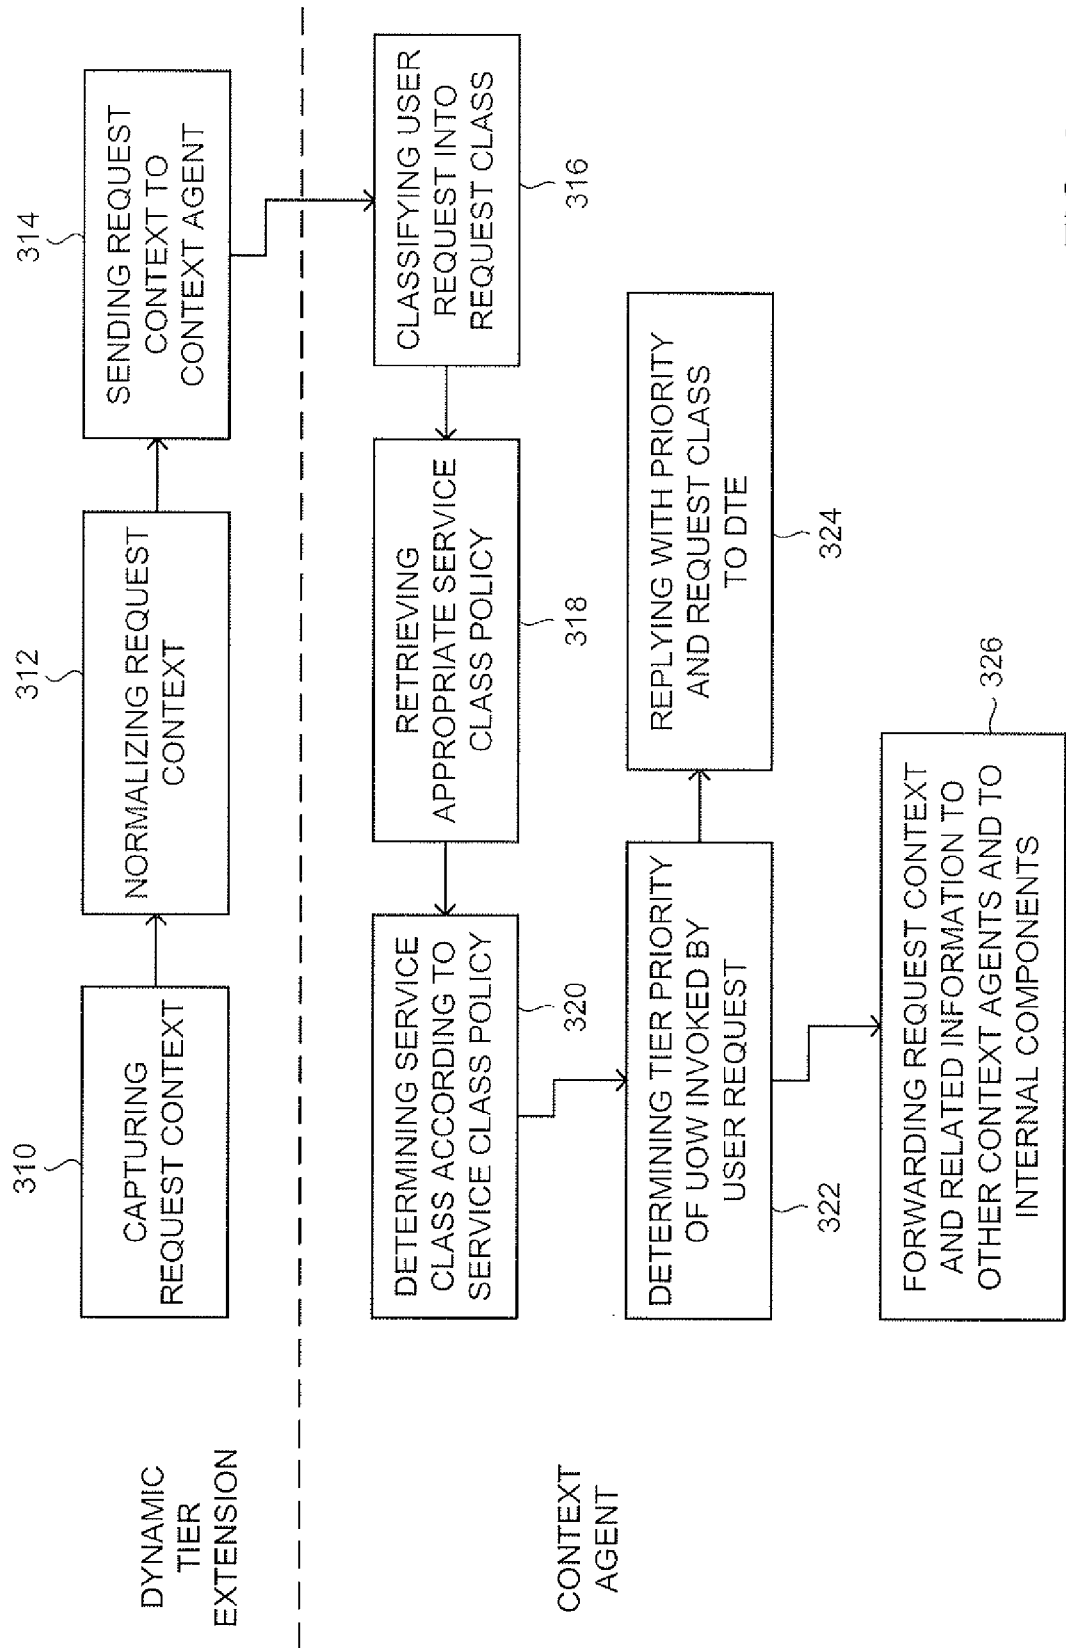 DYNAMIC
TIER
EXTENSION
310
CAPTURING
REQUEST CONTEXT
312
NORMALIZING REQUEST
CONTEXT
314
SENDING REQUEST
CONTEXT TO
CONTEXT AGENT
CONTEXT
AGENT
CLASSIFYING USER
REQUEST INTO
REQUEST CLASS
316
RETRIEVING
APPROPRIATE SERVICE
CLASS POLICY
318
DETERMINING SERVICE
CLASS ACCORDING TO
SERVICE CLASS POLICY
320
DETERMINING TIER PRIORITY
OF UOW INVOKED BY
USER REQUEST
322
REPLYING WITH PRIORITY
AND REQUEST CLASS
TO DTE
324
FORWARDING REQUEST CONTEXT
AND RELATED INFORMATION TO
OTHER CONTEXT AGENTS AND TO
INTERNAL COMPONENTS
326